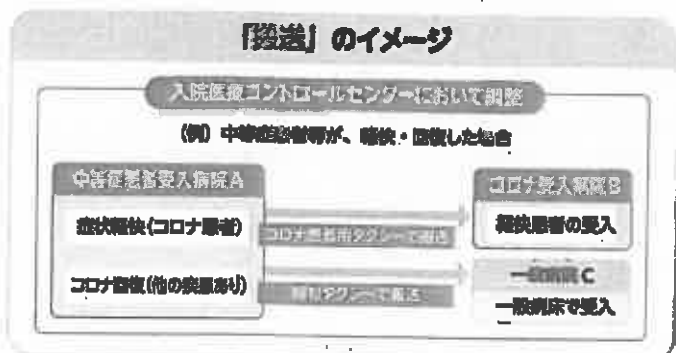 「搬送」のイメージ
入院医療コントロールセンターにおいて調整
(例) 中等症患者等が、軽快・回復した場合
中等症患者受入病院A
コロナ受入病院B
症状軽快(コロナ患者)
コロナ患者用タクシーで搬送
軽快患者の受入
一般病院C
コロナ回復(他の疾患あり)
タクシーで搬送
一般病床で受入